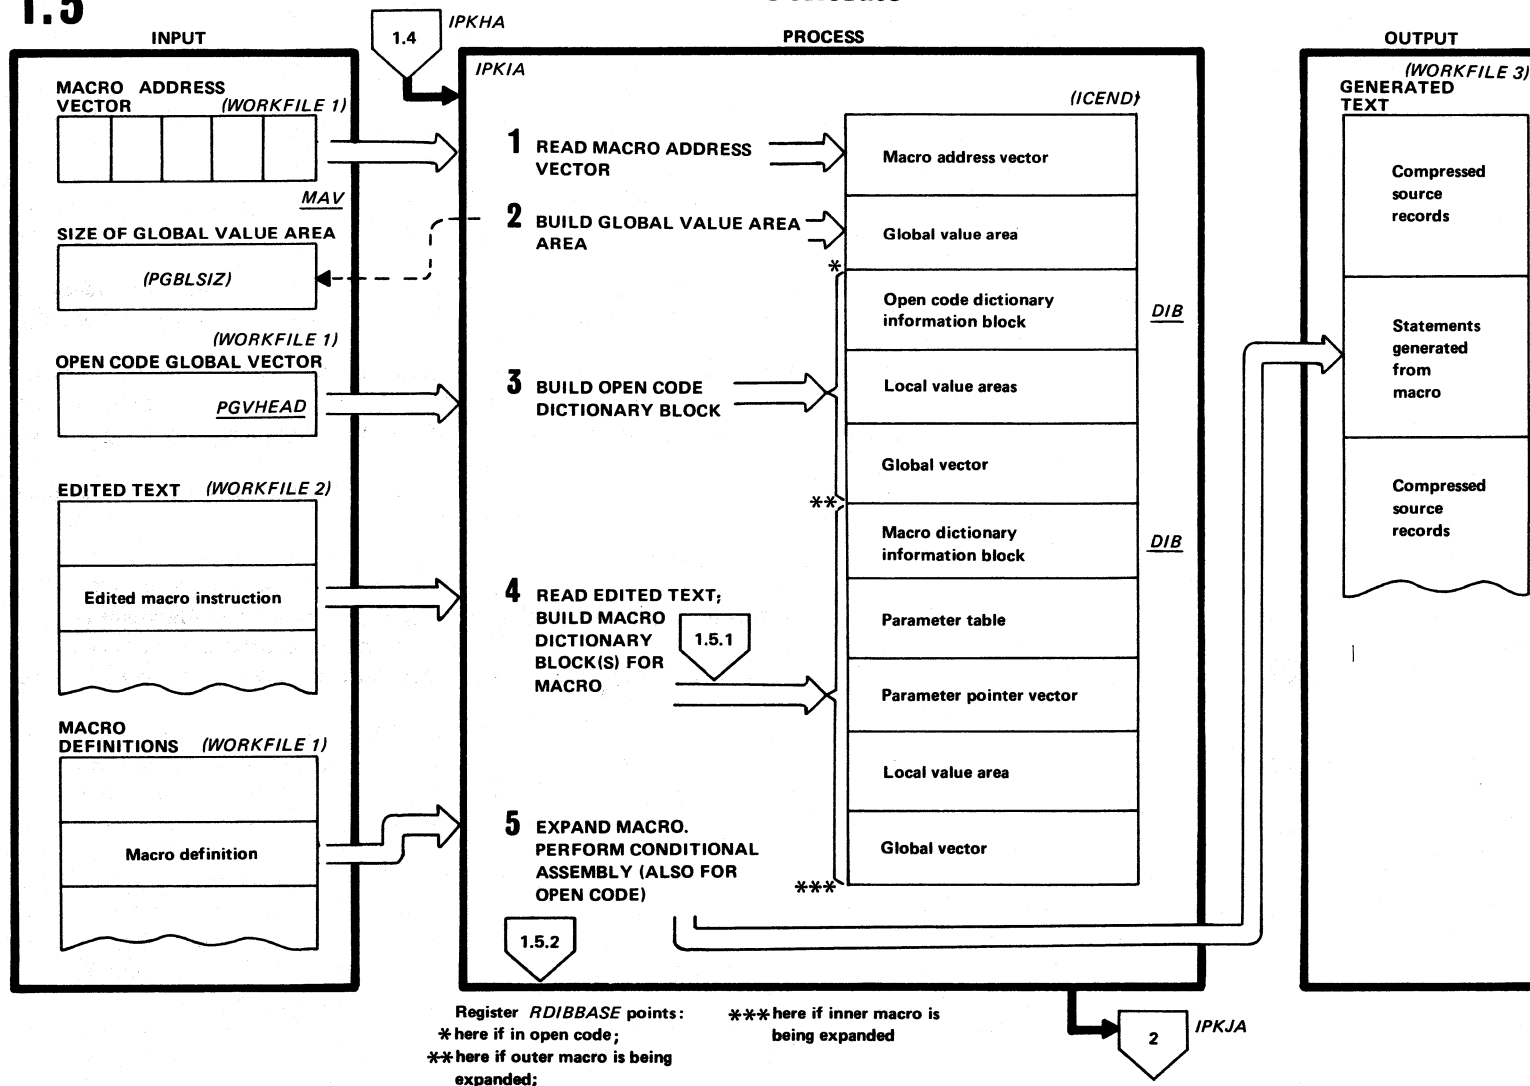 1.5
INPUT
MACRO ADDRESS
VECTOR (WORKFILE 1)
MAV
SIZE OF GLOBAL VALUE AREA
(PGBLSIZ)
(WORKFILE 1)
OPEN CODE GLOBAL VECTOR
PGVHEAD
EDITED TEXT (WORKFILE 2)
Edited macro instruction
MACRO
DEFINITIONS (WORKFILE 1)
Macro definition
1.4
IPKHA
PROCESS
IPKIA
(ICEND)
1 READ MACRO ADDRESS
VECTOR
2 BUILD GLOBAL VALUE AREA
AREA
3 BUILD OPEN CODE
DICTIONARY BLOCK
4 READ EDITED TEXT;
BUILD MACRO
DICTIONARY
BLOCK(S) FOR
MACRO
1.5.1
5 EXPAND MACRO.
PERFORM CONDITIONAL
ASSEMBLY (ALSO FOR
OPEN CODE)
1.5.2
Macro address vector
Global value area
*
Open code dictionary
information block
DIB
Local value areas
Global vector
**
Macro dictionary
information block
DIB
Parameter table
Parameter pointer vector
Local value area
Global vector
***
OUTPUT
(WORKFILE 3)
GENERATED
TEXT
Compressed
source
records
Statements
generated
from
macro
Compressed
source
records
Register RDIBBASE points:
* here if in open code;
** here if outer macro is being
expanded;
*** here if inner macro is
being expanded
2
IPKJA